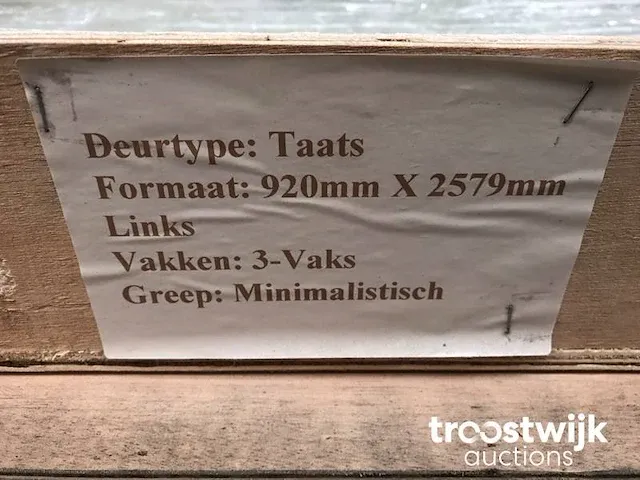 Deurtype: Taats
Formaat: 920mm X 2579mm
Links
Vakken: 3-Vaks
Greep: Minimalistisch
troostwijk
auctions